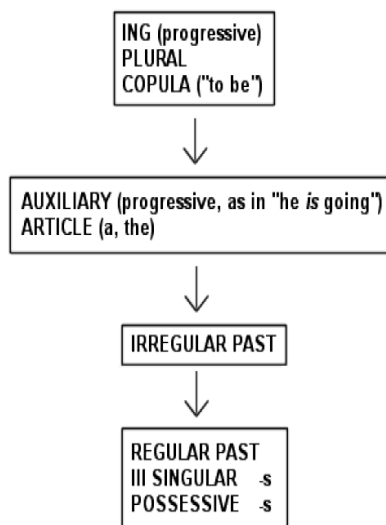 ING (progressive)
PLURAL
COPULA ("to be")
AUXILIARY (progressive, as in "he is going")
ARTICLE (a, the)
IRREGULAR PAST
REGULAR PAST
III SINGULAR -s
POSSESSIVE -s